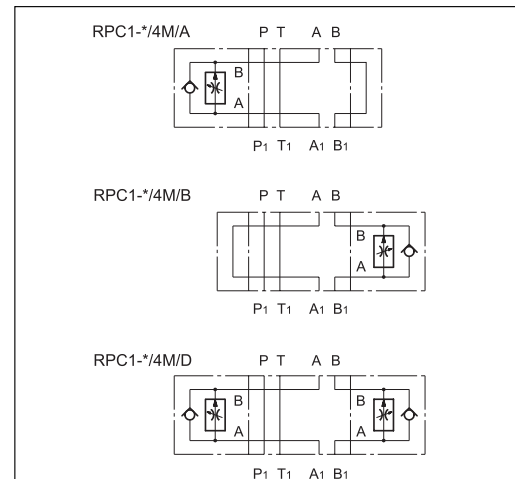 RPC1-*/4M/A
P T A B
B
A
P1 T1 A1 B1
RPC1-*/4M/B
P T A B
B
A
P1 T1 A1 B1
RPC1-*/4M/D
P T A B
B B
A A
P1 T1 A1 B1